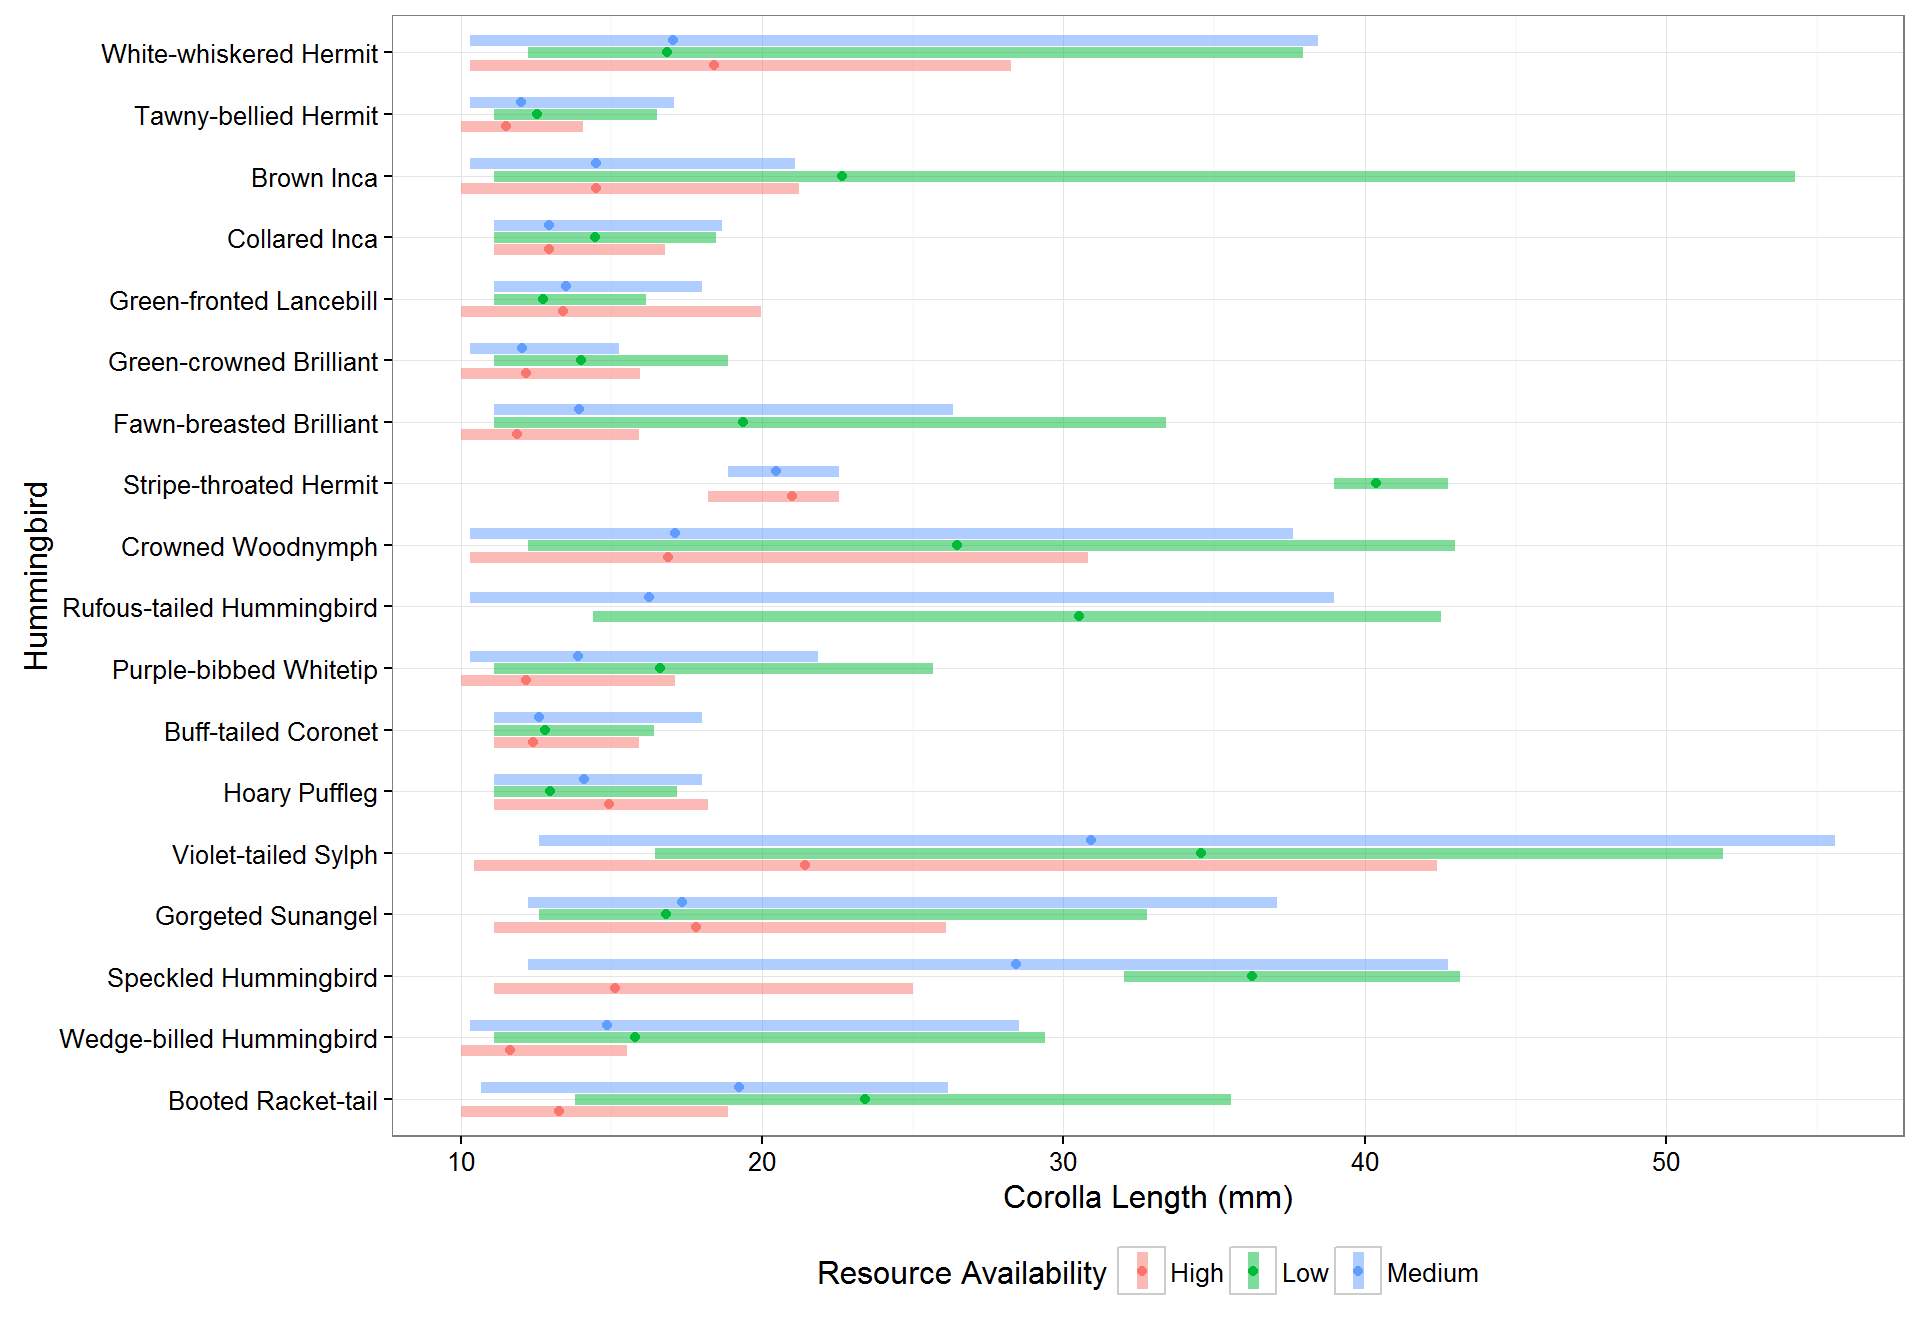 White-whiskered Hermit
Tawny-bellied Hermit
Brown Inca
Collared Inca
Green-fronted Lancebill
Green-crowned Brilliant
Fawn-breasted Brilliant
Stripe-throated Hermit
Crowned Woodnymph
Rufous-tailed Hummingbird
Purple-bibbed Whitetip
Buff-tailed Coronet
Hoary Puffleg
Violet-tailed Sylph
Gorgeted Sunangel
Speckled Hummingbird
Wedge-billed Hummingbird
Booted Racket-tail
Hummingbird
10 20 30 40 50
Corolla Length (mm)
Resource Availability High Low Medium